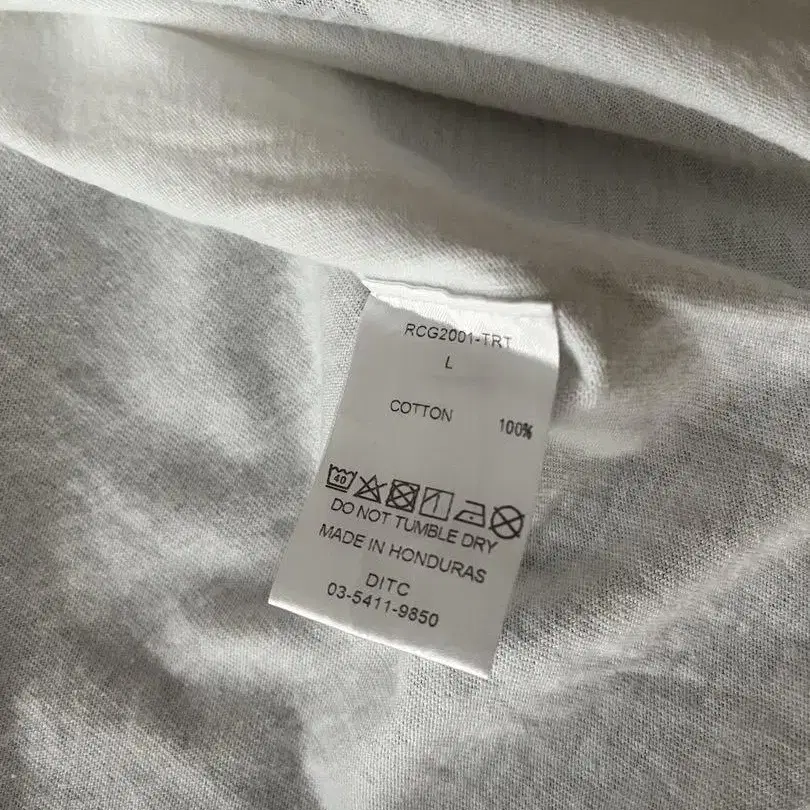 RCG2001-TRT
L
COTTON 100%
40
DO NOT TUMBLE DRY
MADE IN HONDURAS
DITC
03-5411-9850